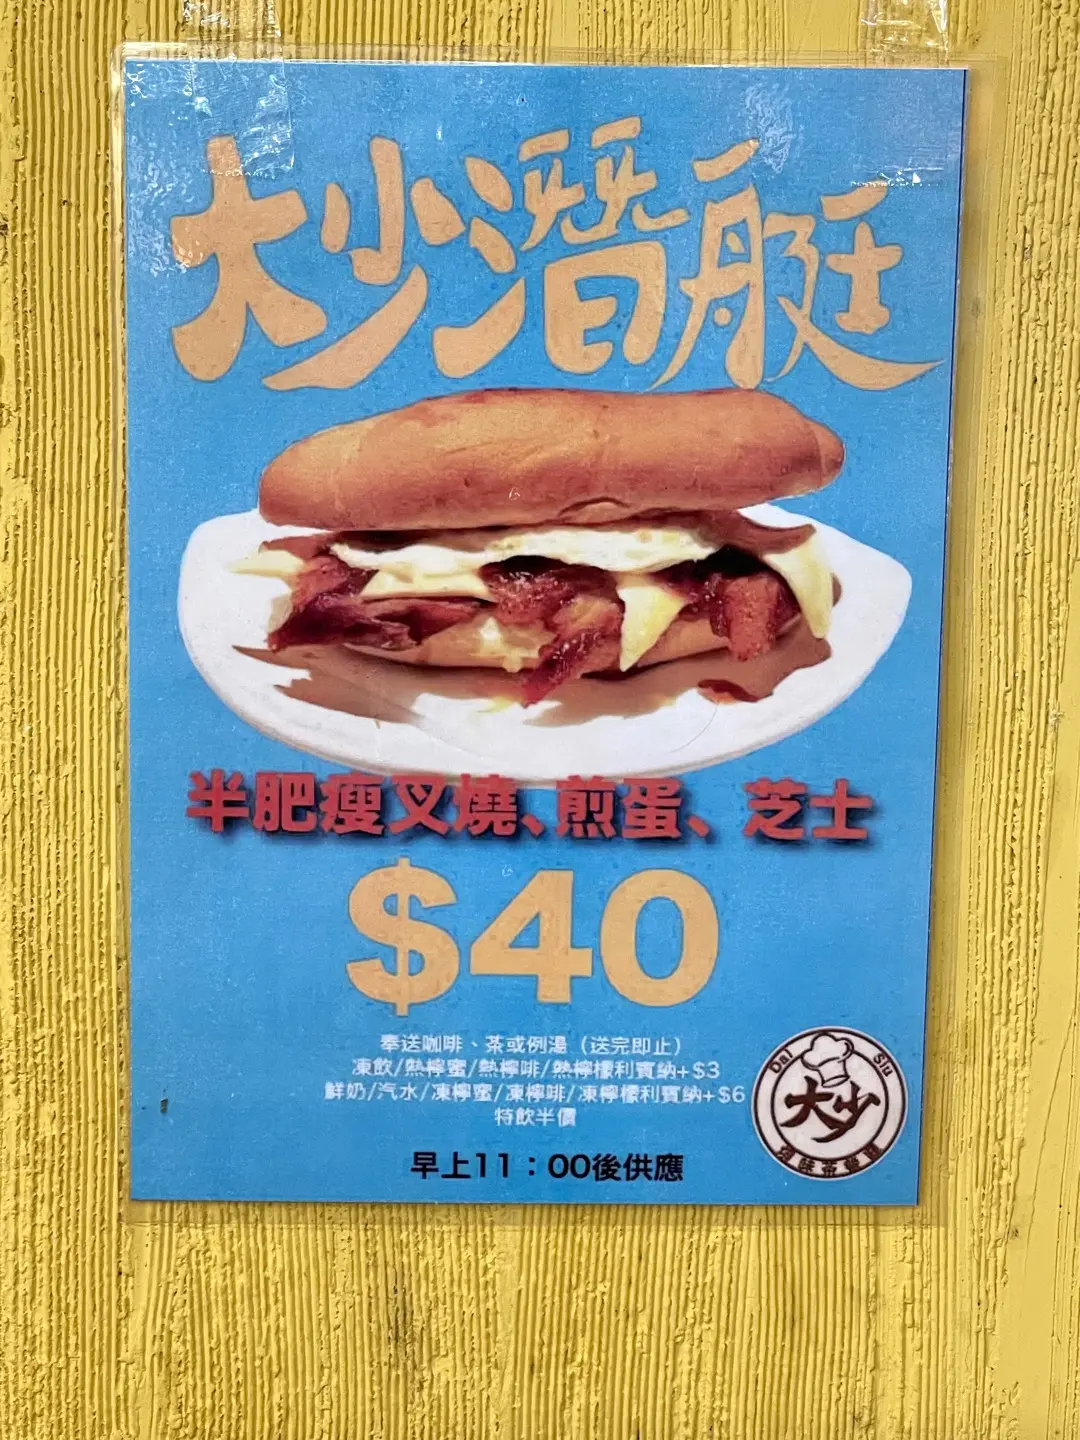 大少潛艇
半肥瘦叉燒、煎蛋、芝士
$40
奉送咖啡、茶或例湯（送完即止）
凍飲/熱檸蜜/熱檸啡/熱檸檬利賓納+$3
鮮奶/汽水/凍檸蜜/凍檸啡/凍檸檬利賓納+$6
特飲半價
早上11：00後供應
Dai Siu
大少